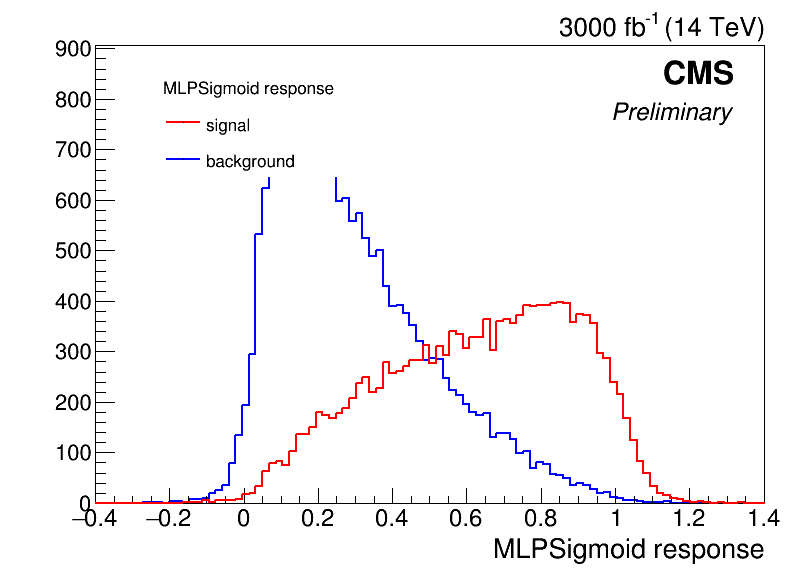 3000 fb-1 (14 TeV)
CMS
Preliminary
MLPSigmoid response
signal
background
900
800
700
600
500
400
300
200
100
0
−0.4 −0.2 0 0.2 0.4 0.6 0.8 1 1.2 1.4
MLPSigmoid response